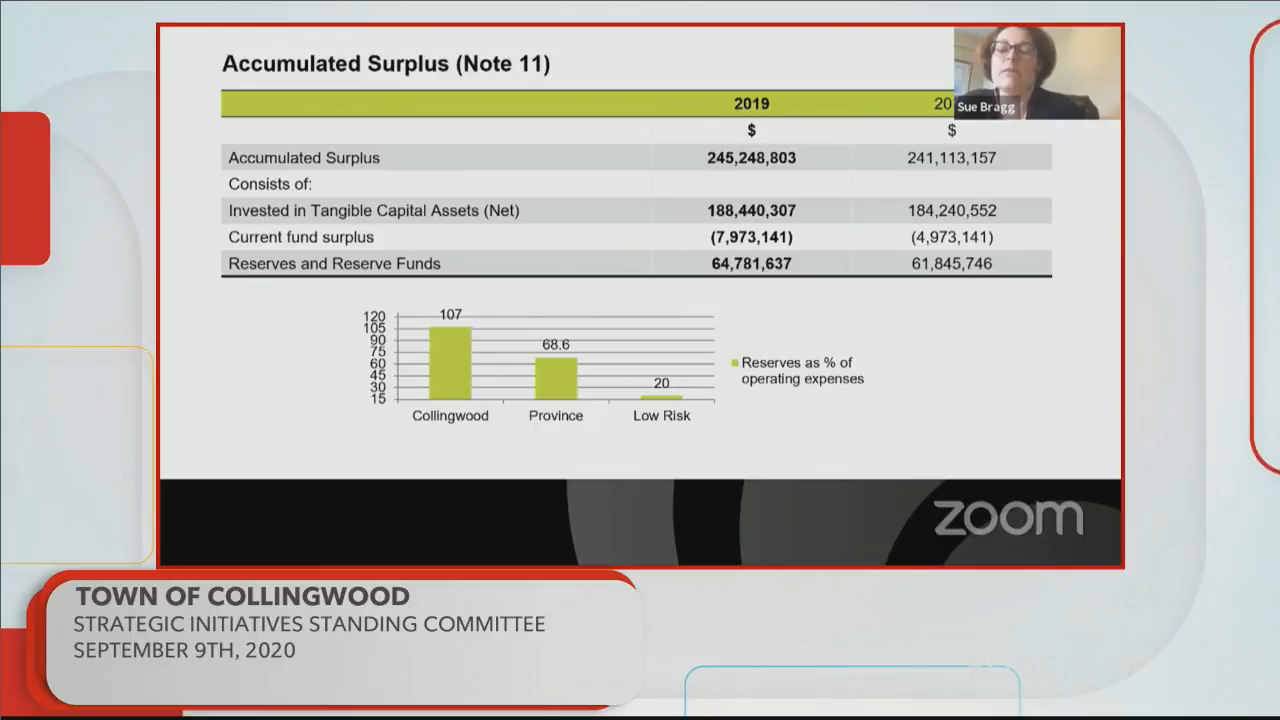 Accumulated Surplus (Note 11)
2019 20
$ $
Accumulated Surplus 245,248,803 241,113,157
Consists of:
Invested in Tangible Capital Assets (Net) 188,440,307 184,240,552
Current fund surplus (7,973,141) (4,973,141)
Reserves and Reserve Funds 64,781,637 61,845,746
Sue Bragg
120
105
90
75
60
45
30
15
107
68.6
20
Collingwood Province Low Risk
Reserves as % of
operating expenses
zoom
TOWN OF COLLINGWOOD
STRATEGIC INITIATIVES STANDING COMMITTEE
SEPTEMBER 9TH, 2020